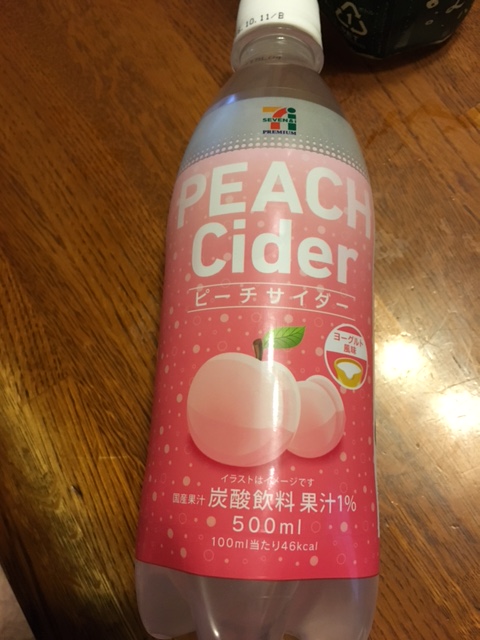 10.11/B
SEVEN&i
PREMIUM
PEACH
Cider
ピーチサイダー
ヨーグルト
風味
イラストはイメージです
国産果汁 炭酸飲料 果汁1%
500ml
100ml当たり46kcal